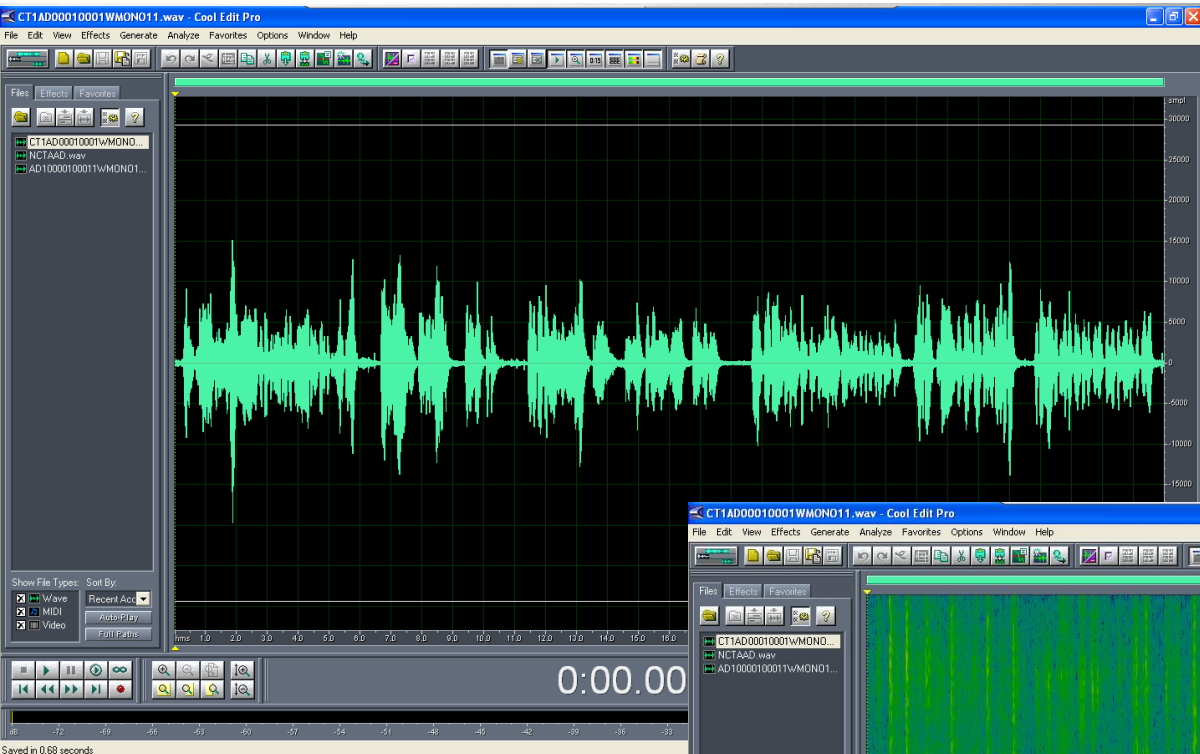 CT1AD00010001WMONO11.wav - Cool Edit Pro
File Edit View Effects Generate Analyze Favorites Options Window Help
Files Effects Favorites
CT1AD00010001WMONO...
NCTAAD.wav
AD10000100011WMONO1...
smpl
30000
25000
20000
15000
10000
5000
0
-5000
-10000
-15000
Show File Types: Sort By:
Wave Recent Acc
MIDI Auto-Play
Video Full Paths
hms 1.0 2.0 3.0 4.0 5.0 6.0 7.0 8.0 9.0 10.0 11.0 12.0 13.0 14.0 15.0 16.0
0:00.00
dB -72 -69 -66 -63 -60 -57 -54 -51 -48 -45 -42 -39 -36 -33
Saved in 0.68 seconds
CT1AD00010001WMONO11.wav - Cool Edit Pro
File Edit View Effects Generate Analyze Favorites Options Window Help
Files Effects Favorites
CT1AD00010001WMONO...
NCTAAD.wav
AD10000100011WMONO1...